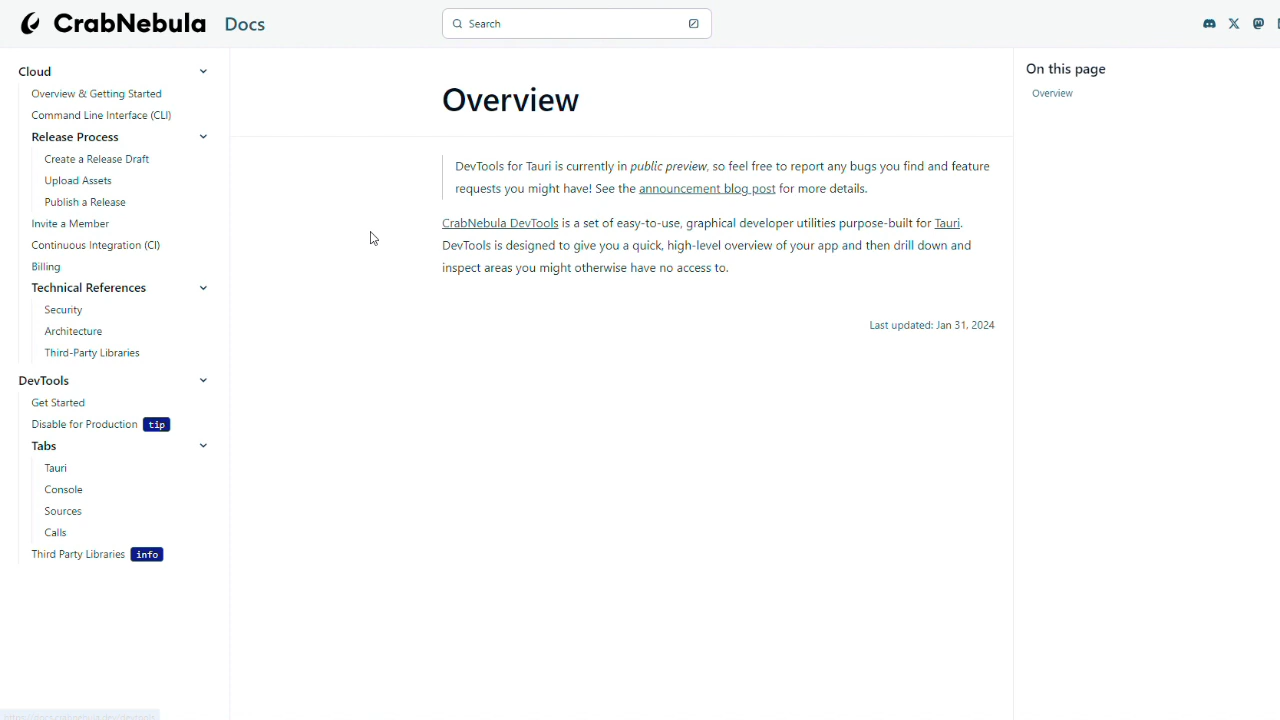 CrabNebula Docs
Search
Cloud
Overview & Getting Started
Command Line Interface (CLI)
Release Process
Create a Release Draft
Upload Assets
Publish a Release
Invite a Member
Continuous Integration (CI)
Billing
Technical References
Security
Architecture
Third-Party Libraries
DevTools
Get Started
Disable for Production tip
Tabs
Tauri
Console
Sources
Calls
Third Party Libraries info
Overview
DevTools for Tauri is currently in public preview, so feel free to report any bugs you find and feature
requests you might have! See the announcement blog post for more details.
CrabNebula DevTools is a set of easy-to-use, graphical developer utilities purpose-built for Tauri.
DevTools is designed to give you a quick, high-level overview of your app and then drill down and
inspect areas you might otherwise have no access to.
Last updated: Jan 31, 2024
On this page
Overview